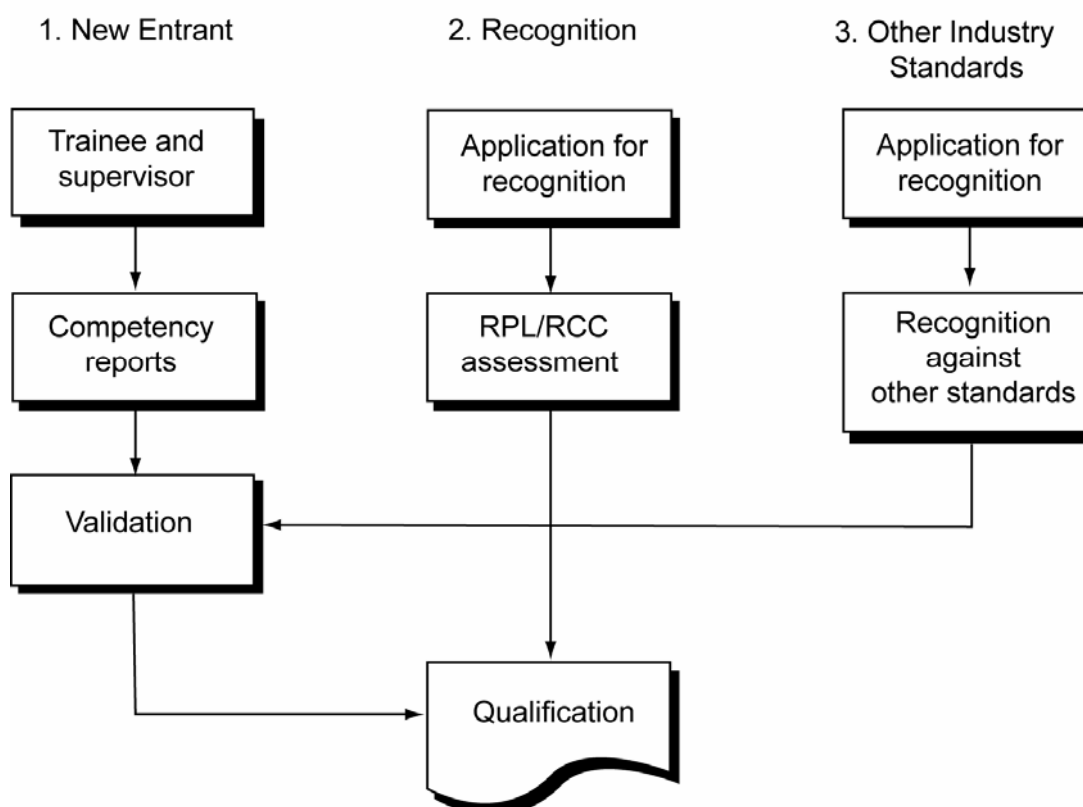 1. New Entrant
2. Recognition
3. Other Industry
Standards
Trainee and
supervisor
Application for
recognition
Application for
recognition
Competency
reports
RPL/RCC
assessment
Recognition
against
other standards
Validation
Qualification